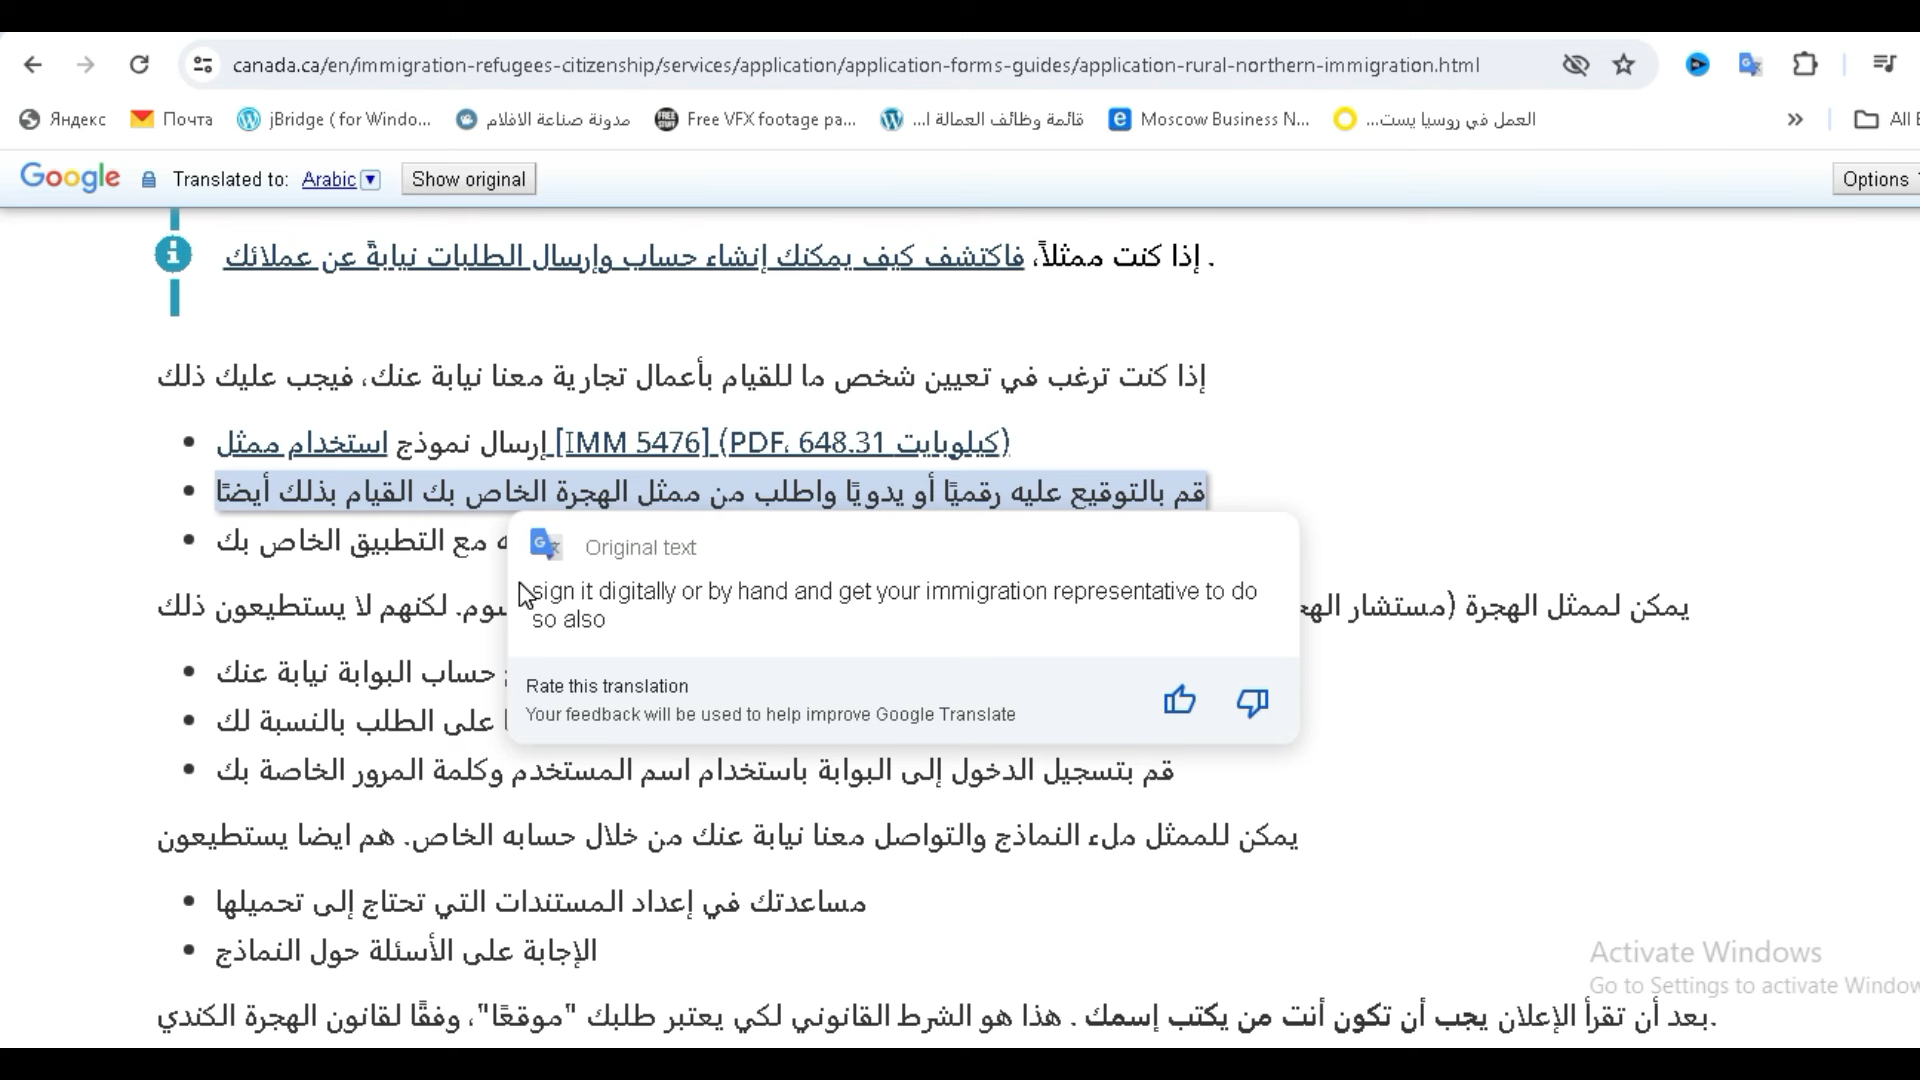 canada.ca/en/immigration-refugees-citizenship/services/application/application-forms-guides/application-rural-northern-immigration.html
Яндекс Почта jBridge (for Windo... مدونة صناعة الافلام Free VFX footage pa... قائمة وظائف العمالة ا... Moscow Business N... العمل في روسيا يست... » All
Google Translated to: Arabic Show original Options
إذا كنت ممثلاً، فاكتشف كيف يمكنك إنشاء حساب وإرسال الطلبات نيابةً عن عملائك .
إذا كنت ترغب في تعيين شخص ما للقيام بأعمال تجارية معنا نيابة عنك، فيجب عليك ذلك
إرسال نموذج استخدام ممثل [IMM 5476] (PDF، 648.31 كيلوبايت)
قم بالتوقيع عليه رقميًا أو يدويًا واطلب من ممثل الهجرة الخاص بك القيام بذلك أيضًا
مع التطبيق الخاص بك
Original text
sign it digitally or by hand and get your immigration representative to do
so also
يمكن لممثل الهجرة (مستشار لكنهم لا يستطيعون ذلك
حساب البوابة نيابة عنك
Rate this translation
على الطلب بالنسبة لك
Your feedback will be used to help improve Google Translate
قم بتسجيل الدخول إلى البوابة باستخدام اسم المستخدم وكلمة المرور الخاصة بك
يمكن للممثل ملء النماذج والتواصل معنا نيابة عنك من خلال حسابه الخاص. هم ايضا يستطيعون
مساعدتك في إعداد المستندات التي تحتاج إلى تحميلها
الإجابة على الأسئلة حول النماذج
Activate Windows
Go to Settings to activate Window
بعد أن تقرأ الإعلان يجب أن تكون أنت من يكتب إسمك . هذا هو الشرط القانوني لكي يعتبر طلبك "موقعًا"، وفقًا لقانون الهجرة الكندي.